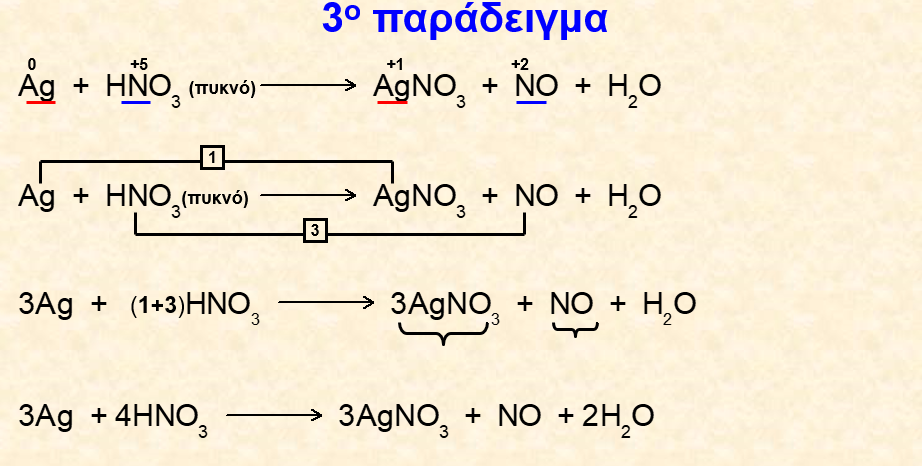 3ο παράδειγμα
0 +5 +1 +2
Ag + HNO3 (πυκνό) → AgNO3 + NO + H2O
1
Ag + HNO3(πυκνό) → AgNO3 + NO + H2O
3
3Ag + (1+3)HNO3 → 3AgNO3 + NO + H2O
3Ag + 4HNO3 → 3AgNO3 + NO + 2H2O